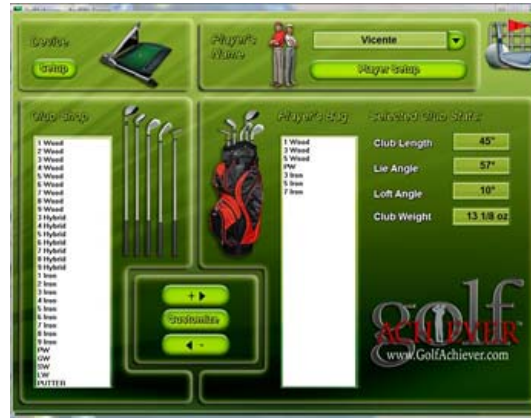 Device
Setup
Player's
Name
Vicente
Player Setup
Club Shop
1 Wood
2 Wood
3 Wood
4 Wood
5 Wood
6 Wood
7 Wood
8 Wood
9 Wood
3 Hybrid
4 Hybrid
5 Hybrid
6 Hybrid
7 Hybrid
8 Hybrid
9 Hybrid
1 Iron
2 Iron
3 Iron
4 Iron
5 Iron
6 Iron
7 Iron
8 Iron
9 Iron
PW
GW
SW
LW
PUTTER
+
Customize
-
Player's Bag
1 Wood
3 Wood
5 Wood
PW
3 Iron
5 Iron
7 Iron
Selected Club Stats:
Club Length 45"
Lie Angle 57°
Loft Angle 10°
Club Weight 13 1/8 oz
golf
ACHIEVER
www.GolfAchiever.com